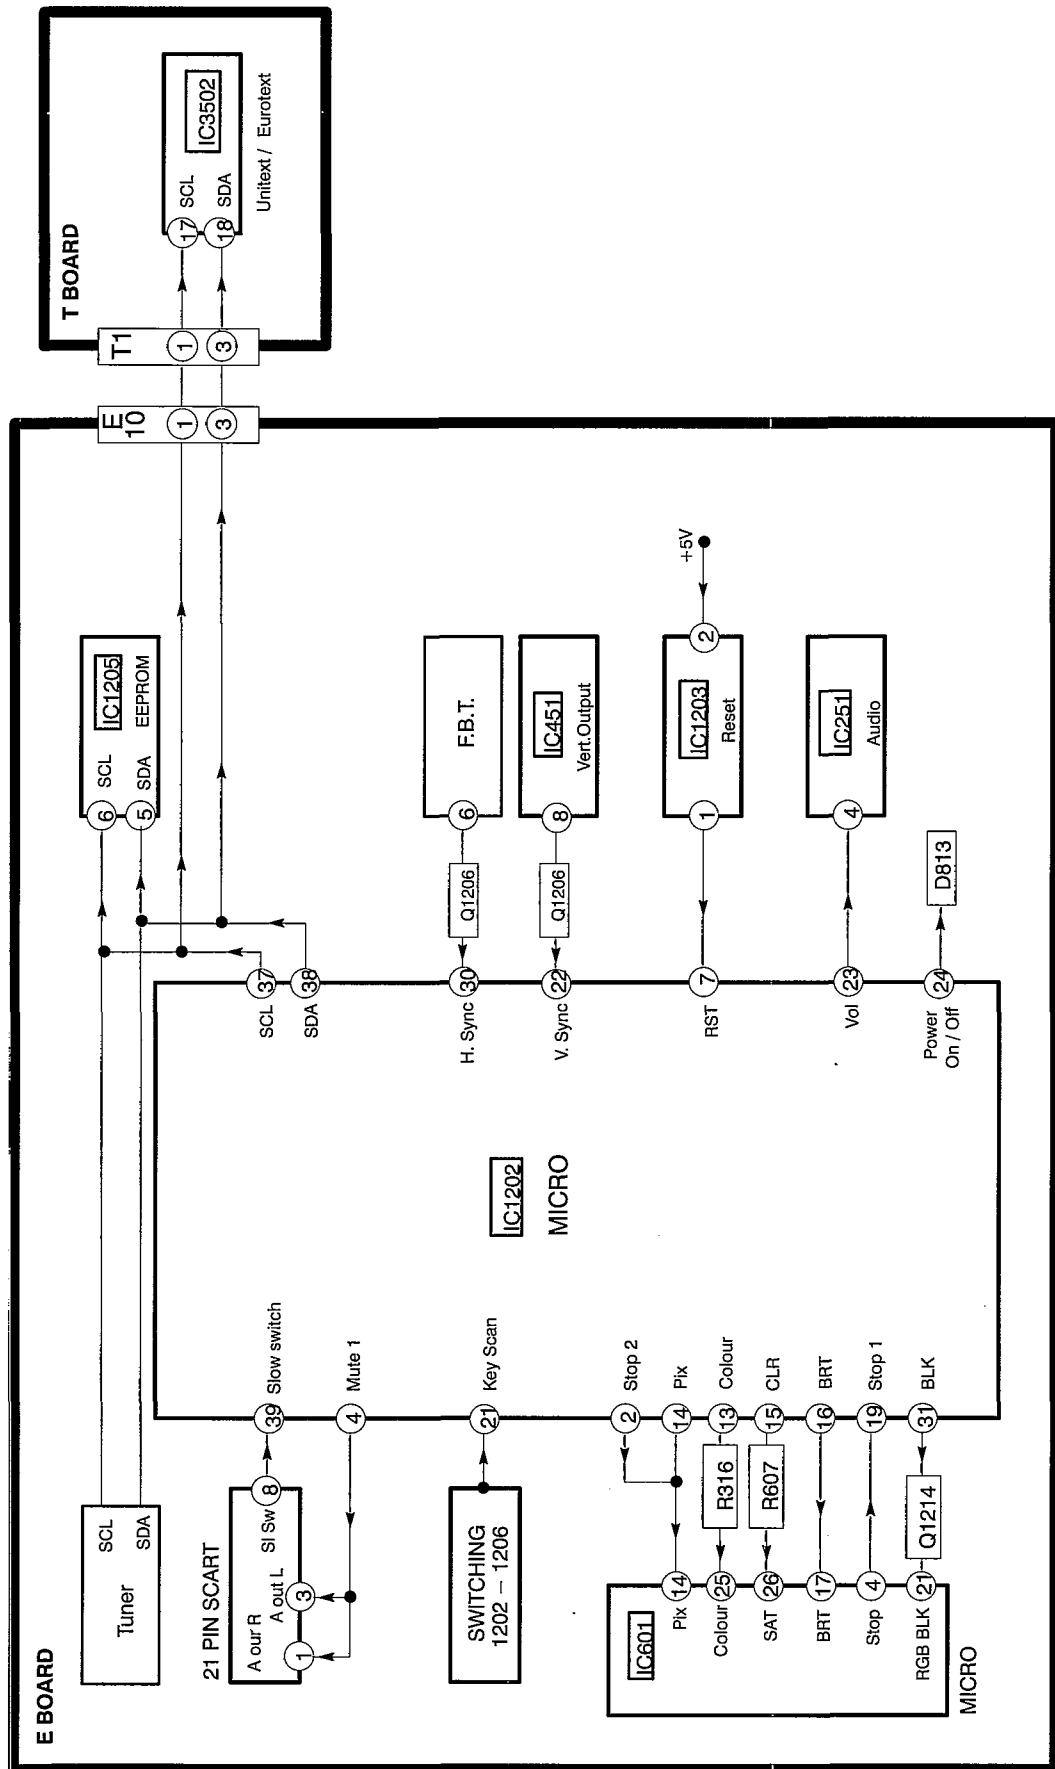 E BOARD
T BOARD
Tuner
SCL
SDA
6
SCL
5
SDA
IC1205
EEPROM
E
10
1
3
T1
1
3
17
SCL
18
SDA
IC3502
Unitext / Eurotext
21 PIN SCART
A our R
A out L
Sl Sw
1
3
8
39
Slow switch
4
Mute 1
SWITCHING
1202 – 1206
21
Key Scan
IC1202
MICRO
SCL
37
SDA
38
H. Sync
30
Q1206
6
F.B.T.
V. Sync
22
Q1206
8
IC451
Vert.Output
RST
7
1
IC1203
Reset
2
+5V
Vol
23
4
IC251
Audio
Power
On / Off
24
D813
IC601
MICRO
2
Stop 2
Pix
14
14
Pix
Colour
25
R316
13
Colour
SAT
26
R607
15
CLR
BRT
17
16
BRT
Stop
4
19
Stop 1
RGB BLK
21
Q1214
31
BLK